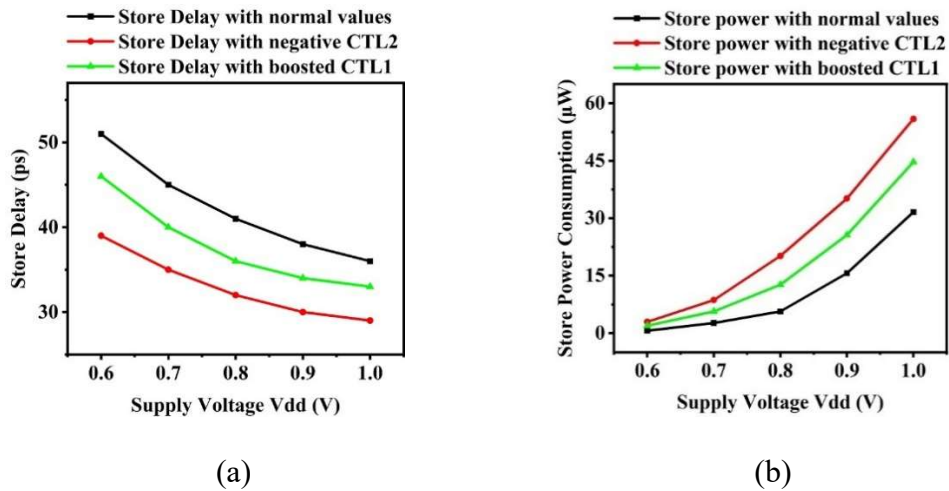 Store Delay with normal values
Store Delay with negative CTL2
Store Delay with boosted CTL1
Store Delay (ps)
50
40
30
0.6 0.7 0.8 0.9 1.0
Supply Voltage Vdd (V)
(a)
Store power with normal values
Store power with negative CTL2
Store power with boosted CTL1
Store Power Consumption (µW)
60
45
30
15
0
0.6 0.7 0.8 0.9 1.0
Supply Voltage Vdd (V)
(b)